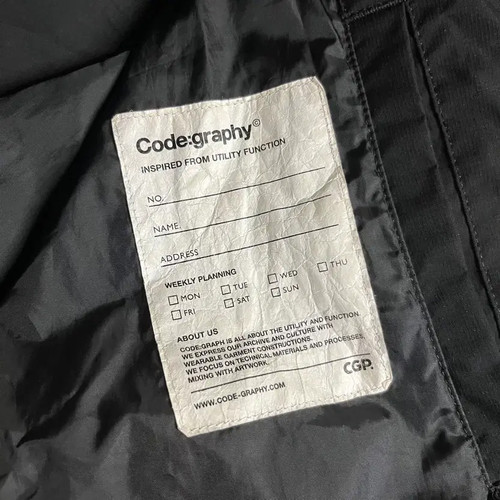 Code:graphy©
INSPIRED FROM UTILITY FUNCTION
NO.
NAME.
ADDRESS
WEEKLY PLANNING
MON TUE WED THU
FRI SAT SUN
ABOUT US
CODE:GRAPH IS ALL ABOUT THE UTILITY AND FUNCTION.
WE EXPRESS OUR ARCHIVE AND CULTURE WITH
WEARABLE GARMENT CONSTRUCTIONS.
WE FOCUS ON TECHNICAL MATERIALS AND PROCESSES,
MIXING WITH ARTWORK.
CGP.
WWW.CODE-GRAPHY.COM